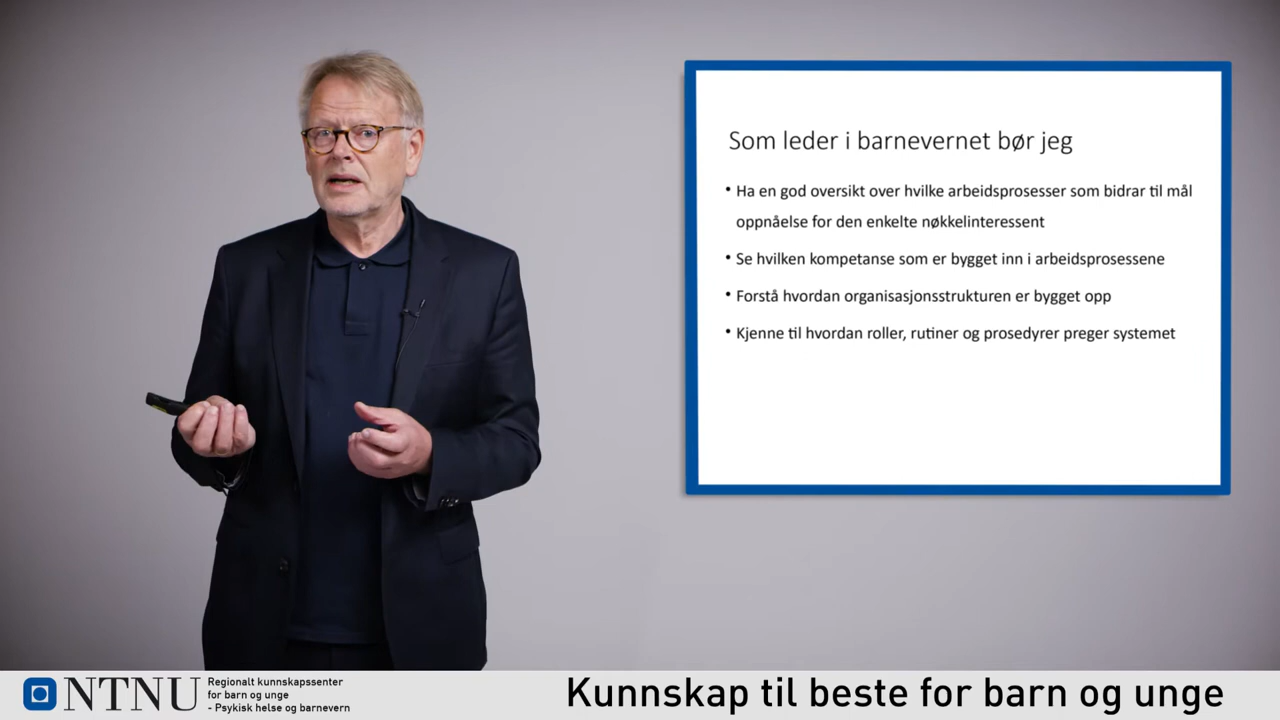 Som leder i barnevernet bør jeg
• Ha en god oversikt over hvilke arbeidsprosesser som bidrar til mål
oppnåelse for den enkelte nøkkelinteressent
• Se hvilken kompetanse som er bygget inn i arbeidsprosessene
• Forstå hvordan organisasjonsstrukturen er bygget opp
• Kjenne til hvordan roller, rutiner og prosedyrer preger systemet
NTNU
Regionalt kunnskapssenter
for barn og unge
- Psykisk helse og barnevern
Kunnskap til beste for barn og unge